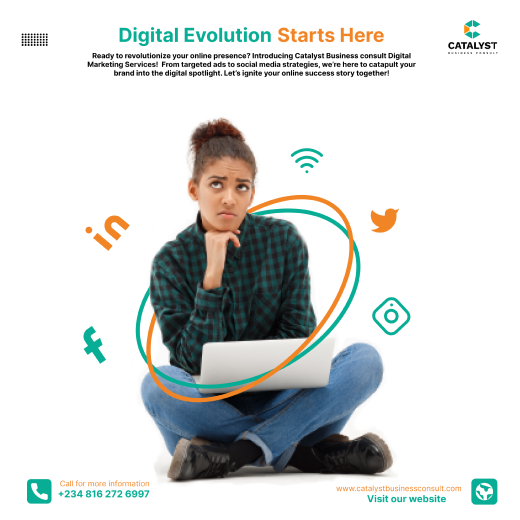 Digital Evolution Starts Here
CATALYST
BUSINESS CONSULT
Ready to revolutionize your online presence? Introducing Catalyst Business consult Digital
Marketing Services! From targeted ads to social media strategies, we're here to catapult your
brand into the digital spotlight. Let's ignite your online success story together!
in
f
Call for more information
+234 816 272 6997
www.catalystbusinessconsult.com
Visit our website